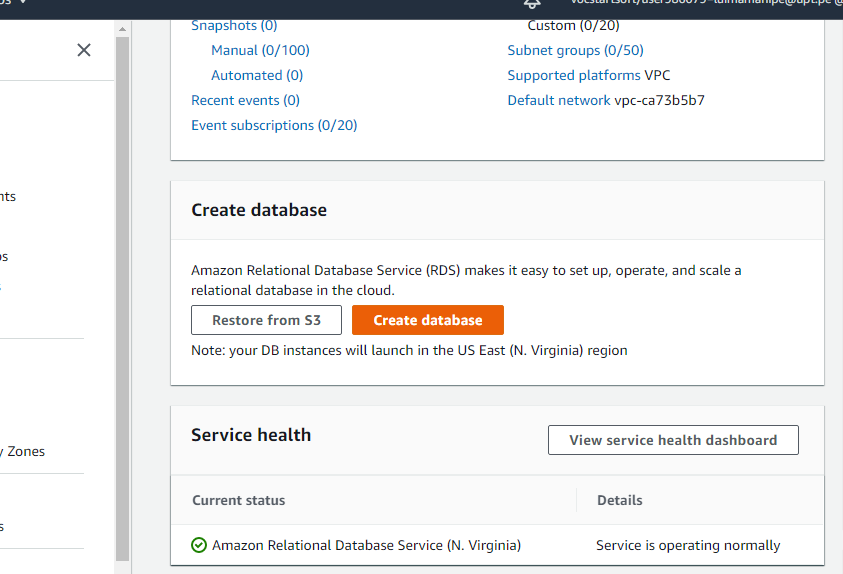 Snapshots (0)
Custom (0/20)
Manual (0/100)
Subnet groups (0/50)
Automated (0)
Supported platforms VPC
Recent events (0)
Default network vpc-ca73b5b7
Event subscriptions (0/20)
Create database
Amazon Relational Database Service (RDS) makes it easy to set up, operate, and scale a
relational database in the cloud.
Restore from S3
Create database
Note: your DB instances will launch in the US East (N. Virginia) region
Service health
View service health dashboard
y Zones
Current status
Details
Amazon Relational Database Service (N. Virginia)
Service is operating normally